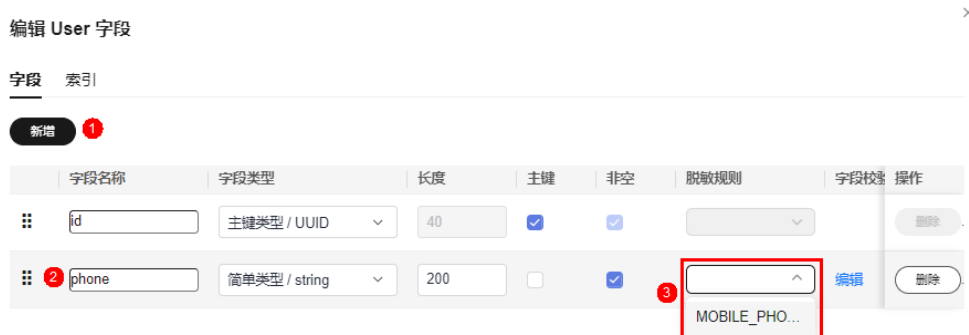 编辑 User 字段
字段 索引
新增 1
字段名称 字段类型 长度 主键 非空 脱敏规则 字段校验 操作
id 主键类型 / UUID 40 删除
2 phone 简单类型 / string 200 3 编辑 删除
MOBILE_PHO...